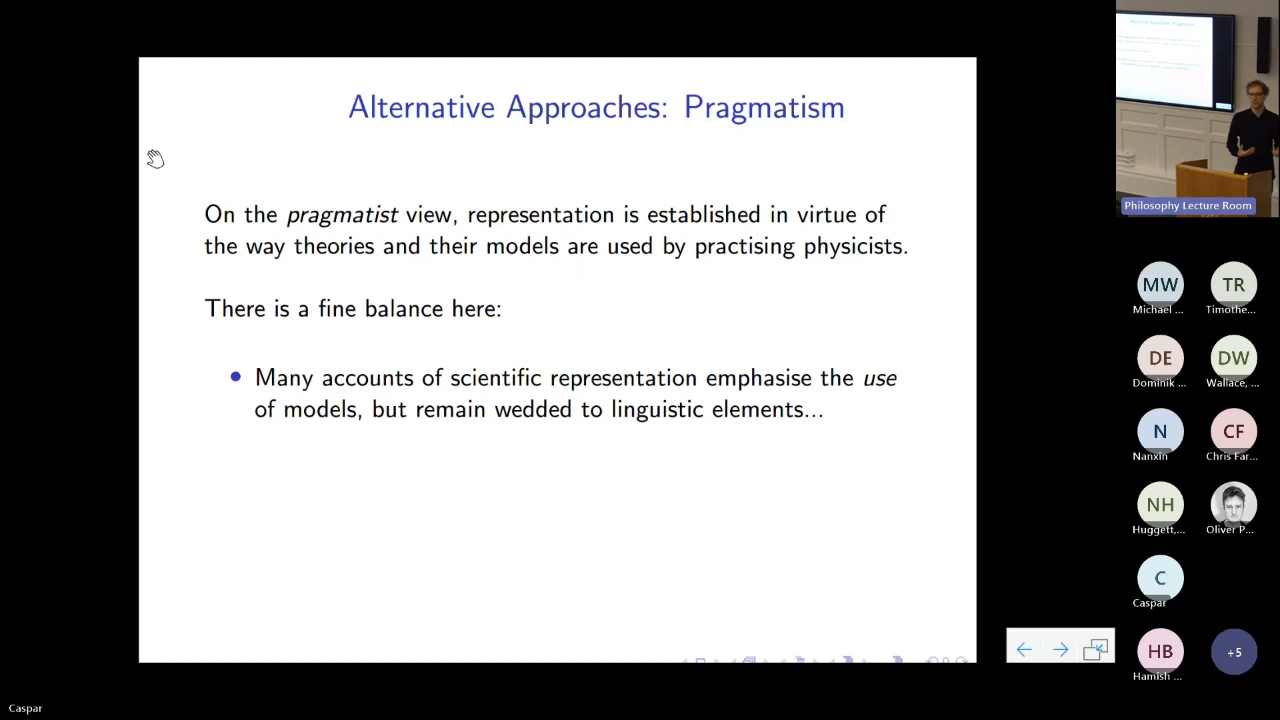 Alternative Approaches: Pragmatism
On the pragmatist view, representation is established in virtue of
the way theories and their models are used by practising physicists.
There is a fine balance here:
Many accounts of scientific representation emphasise the use
of models, but remain wedded to linguistic elements...
Philosophy Lecture Room
MW
TR
Michael ...
Timothe...
DE
DW
Dominik ...
Wallace, ...
N
CF
Nanxin
Chris Far...
NH
Huggett,...
Oliver P...
C
Caspar
HB
+5
Hamish ...
Caspar